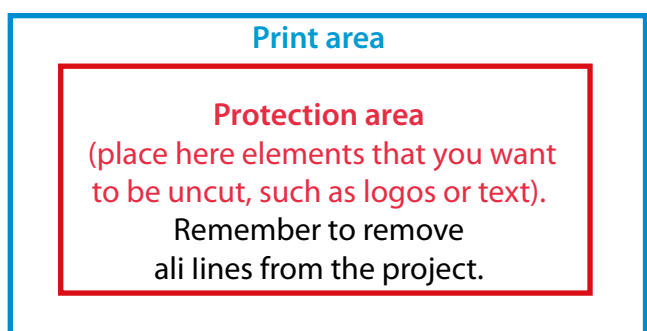 Print area
Protection area
(place here elements that you want
to be uncut, such as logos or text).
Remember to remove
ali lines from the project.